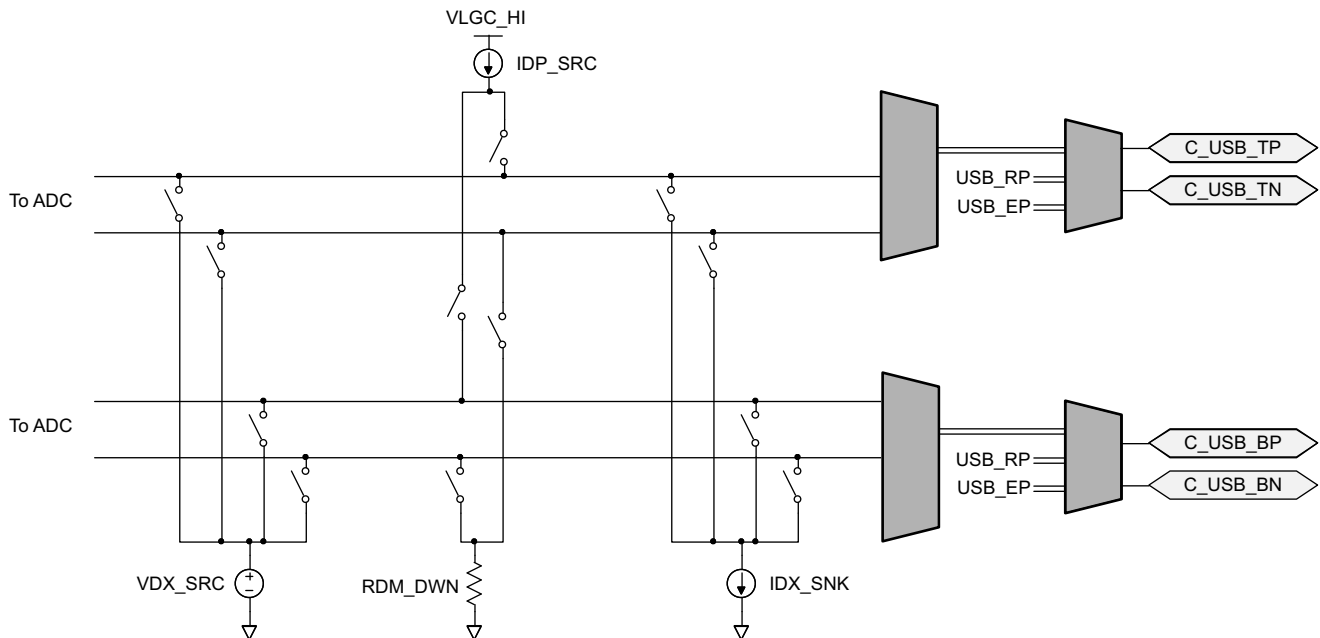 VLGC_HI
IDP_SRC
C_USB_TP
To ADC
USB_RP
C_USB_TN
USB_EP
To ADC
C_USB_BP
USB_RP
C_USB_BN
USB_EP
VDX_SRC
RDM_DWN
IDX_SNK